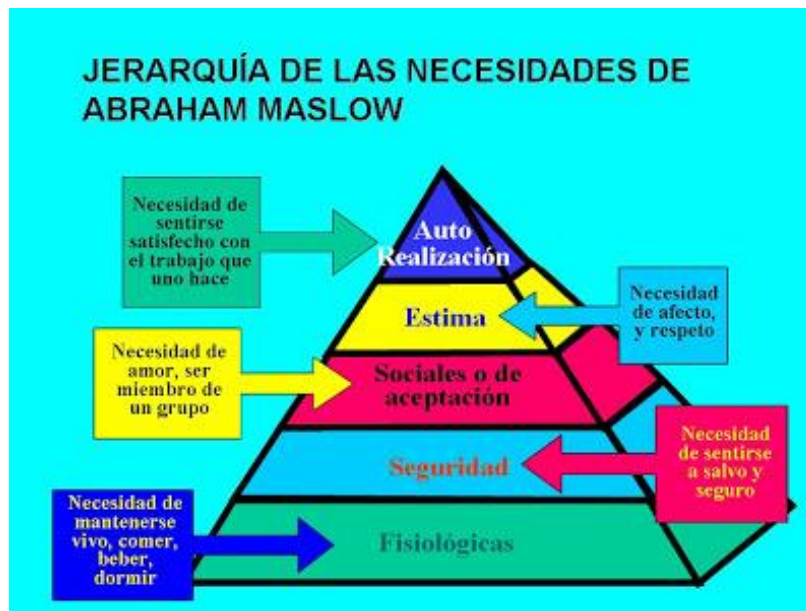 JERARQUÍA DE LAS NECESIDADES DE
ABRAHAM MASLOW
Necesidad de
sentirse
satisfecho con
el trabajo que
uno hace
Auto
Realización
Necesidad
de afecto,
y respeto
Estima
Necesidad de
amor, ser
miembro de
un grupo
Sociales o de
aceptación
Necesidad
de sentirse
a salvo y
seguro
Seguridad
Necesidad de
mantenerse
vivo, comer,
beber,
dormir
Fisiológicas